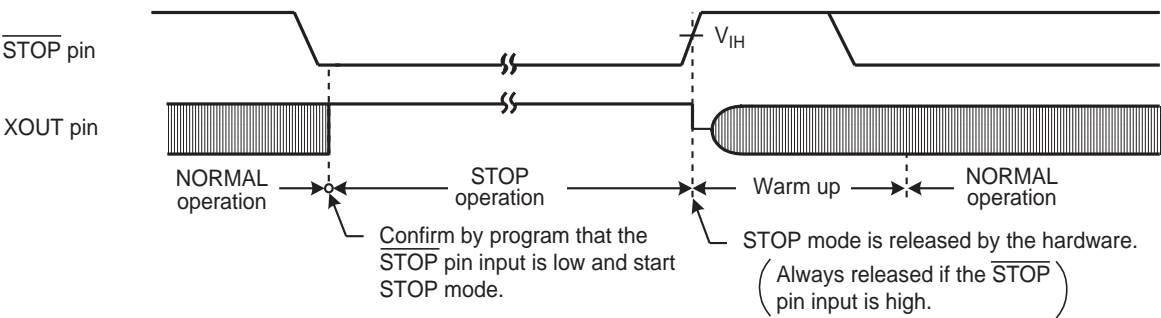 STOP pin
VIH
XOUT pin
NORMAL
operation
STOP
operation
Warm up
NORMAL
operation
Confirm by program that the
STOP pin input is low and start
STOP mode.
STOP mode is released by the hardware.
(Always released if the STOP
pin input is high.)